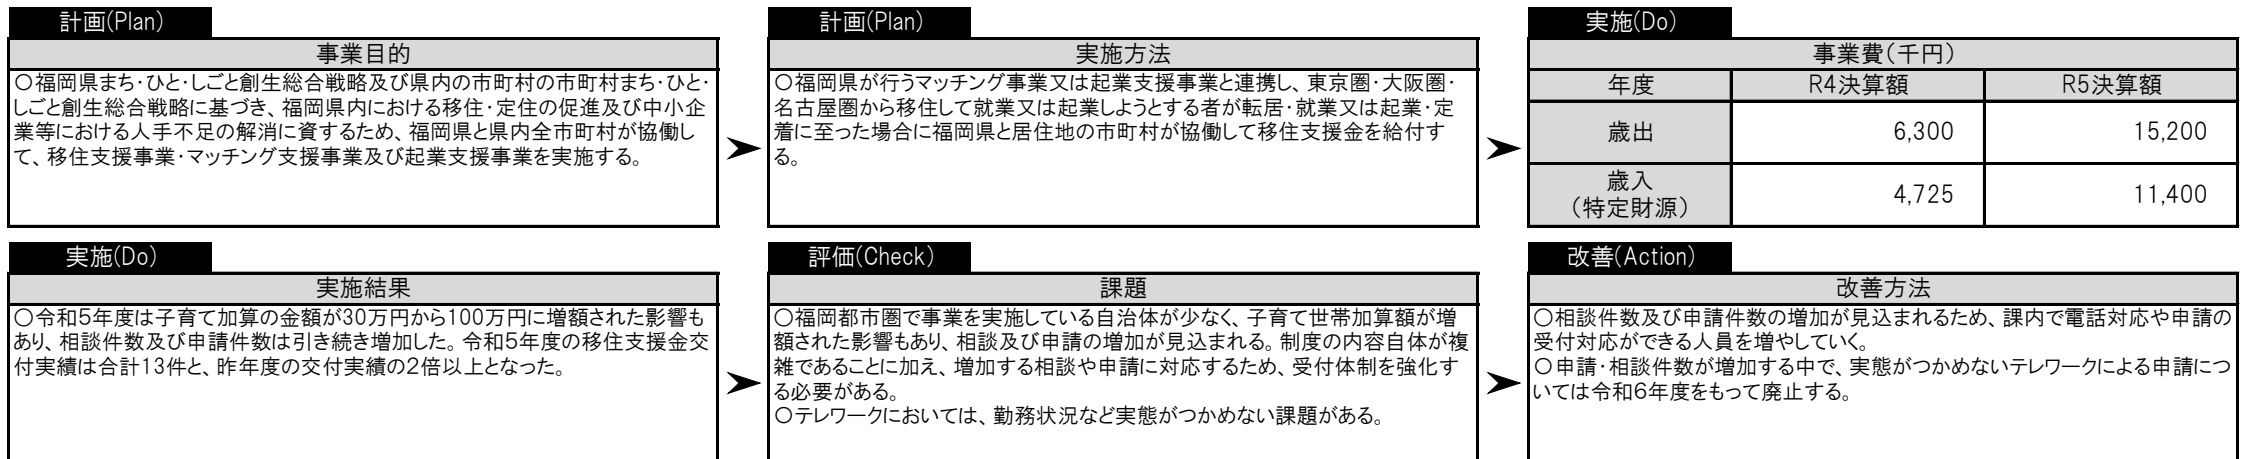 計画(Plan)
事業目的
○福岡県まち・ひと・しごと創生総合戦略及び県内の市町村の市町村まち・ひと・
しごと創生総合戦略に基づき、福岡県内における移住・定住の促進及び中小企
業等における人手不足の解消に資するため、福岡県と県内全市町村が協働し
て、移住支援事業・マッチング支援事業及び起業支援事業を実施する。
計画(Plan)
実施方法
○福岡県が行うマッチング事業又は起業支援事業と連携し、東京圏・大阪圏・
名古屋圏から移住して就業又は起業しようとする者が転居・就業又は起業・定
着に至った場合に福岡県と居住地の市町村が協働して移住支援金を給付す
る。
実施(Do)
事業費(千円)
年度 R4決算額 R5決算額
歳出 6,300 15,200
歳入
(特定財源) 4,725 11,400
実施(Do)
実施結果
○令和5年度は子育て加算の金額が30万円から100万円に増額された影響も
あり、相談件数及び申請件数は引き続き増加した。令和5年度の移住支援金交
付実績は合計13件と、昨年度の交付実績の2倍以上となった。
評価(Check)
課題
○福岡都市圏で事業を実施している自治体が少なく、子育て世帯加算額が増
額された影響もあり、相談及び申請の増加が見込まれる。制度の内容自体が複
雑であることに加え、増加する相談や申請に対応するため、受付体制を強化す
る必要がある。
○テレワークにおいては、勤務状況など実態がつかめない課題がある。
改善(Action)
改善方法
○相談件数及び申請件数の増加が見込まれるため、課内で電話対応や申請の
受付対応ができる人員を増やしていく。
○申請・相談件数が増加する中で、実態がつかめないテレワークによる申請につ
いては令和6年度をもって廃止する。